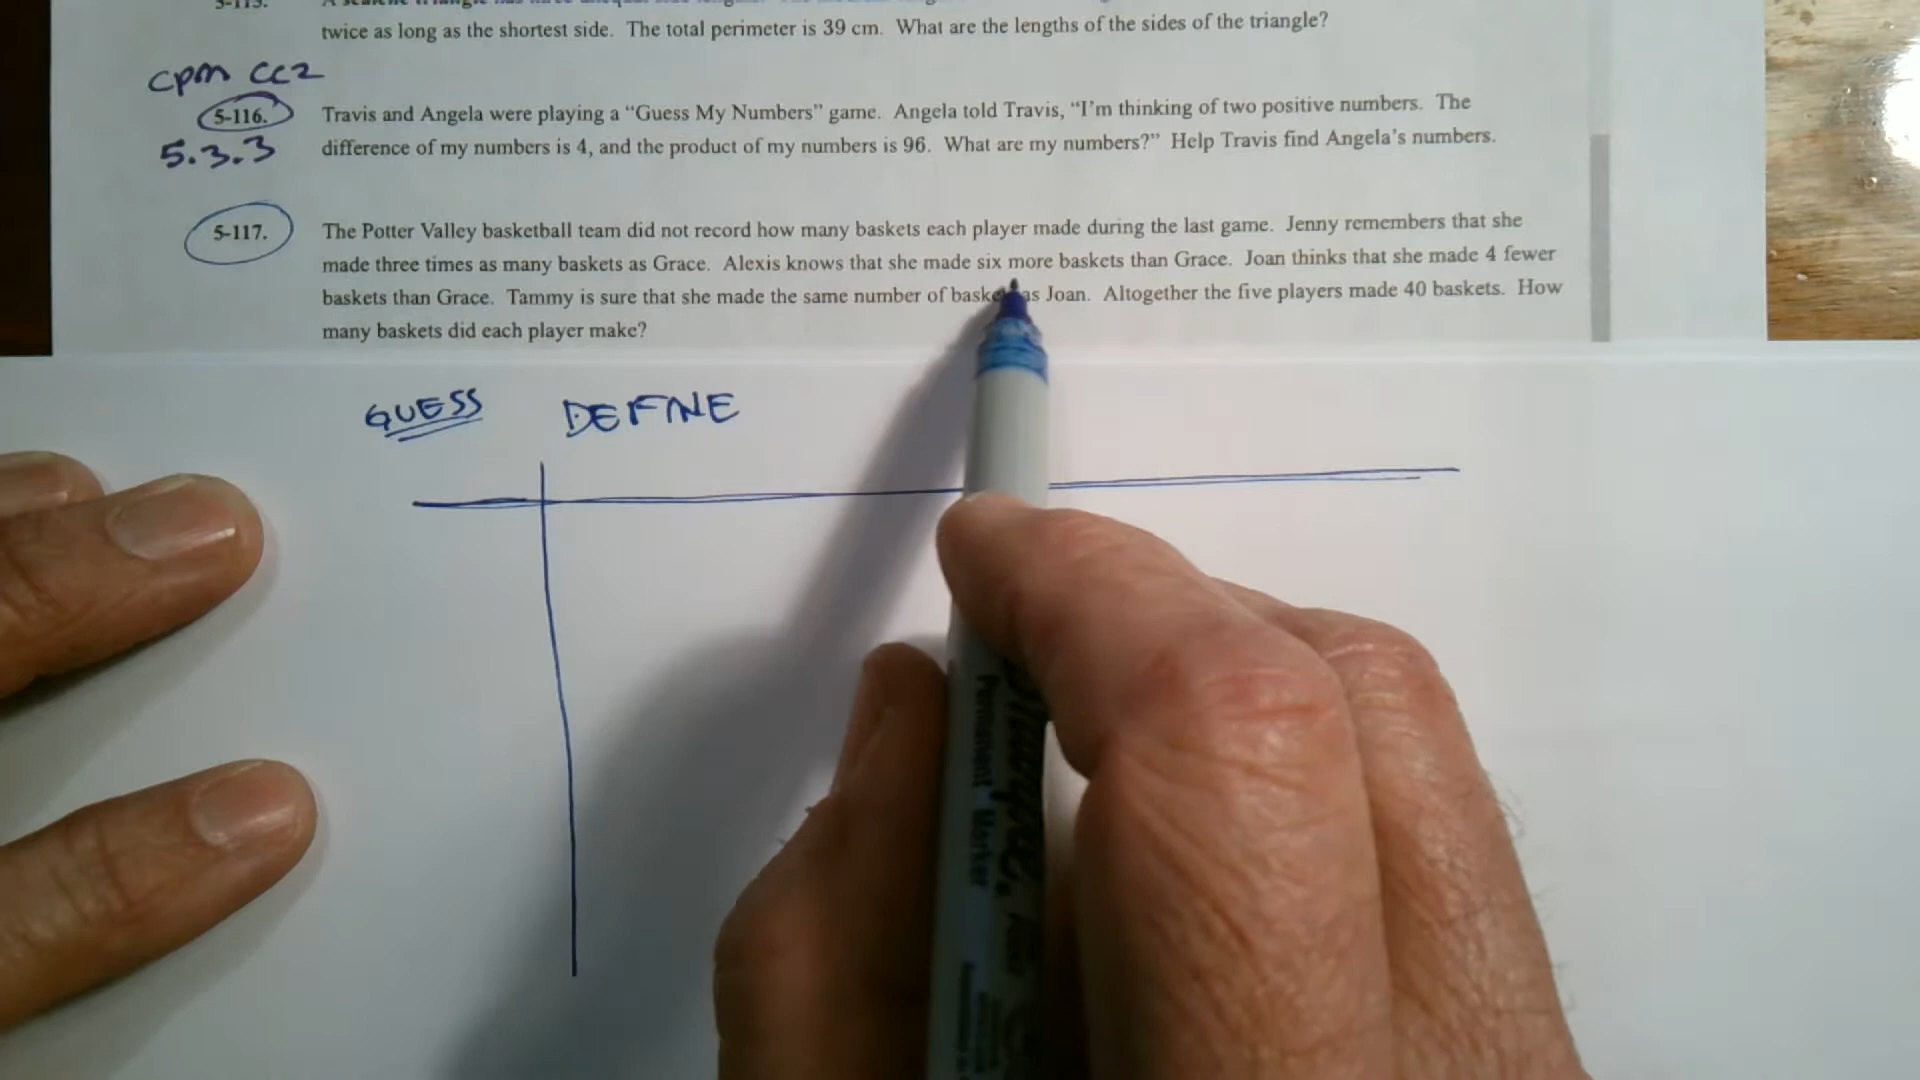 twice as long as the shortest side. The total perimeter is 39 cm. What are the lengths of the sides of the triangle?
cpm cc2
5-116. Travis and Angela were playing a “Guess My Numbers” game. Angela told Travis, “I’m thinking of two positive numbers. The
5.3.3 difference of my numbers is 4, and the product of my numbers is 96. What are my numbers?” Help Travis find Angela’s numbers.
5-117. The Potter Valley basketball team did not record how many baskets each player made during the last game. Jenny remembers that she
made three times as many baskets as Grace. Alexis knows that she made six more baskets than Grace. Joan thinks that she made 4 fewer
baskets than Grace. Tammy is sure that she made the same number of as Joan. Altogether the five players made 40 baskets. How
many baskets did each player make?
GUESS DEFINE
Permanent Marker